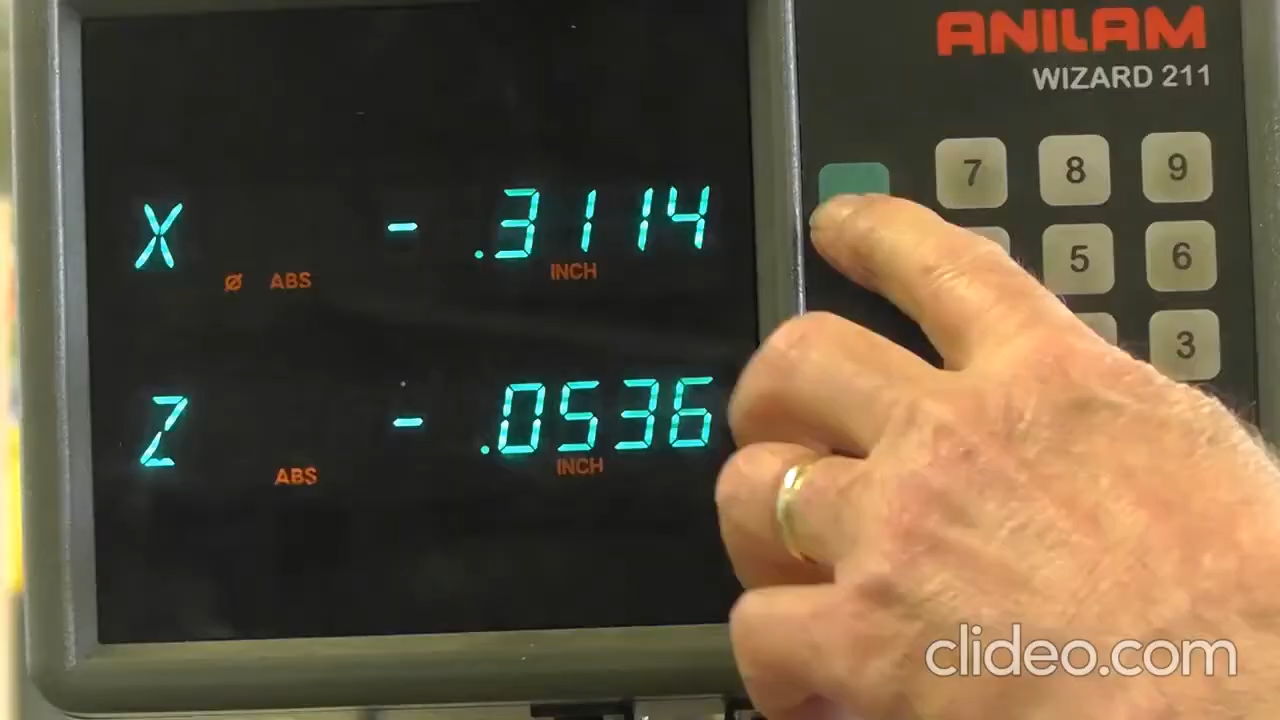 ANILAM
WIZARD 211
7 8 9
X - .3114
Ø ABS INCH
5 6
3
Z - .0536
ABS INCH
clideo.com